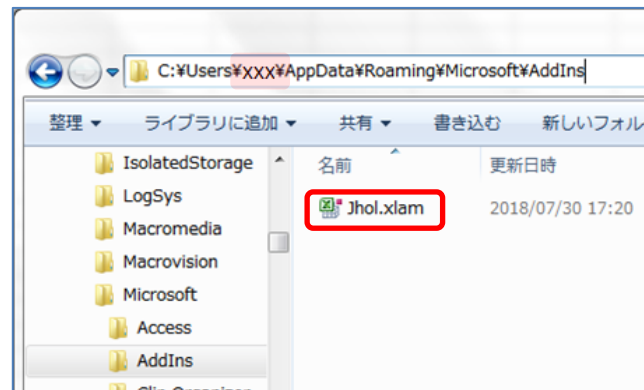 C:¥Users¥xxx¥AppData¥Roaming¥Microsoft¥AddIns
整理 ライブラリに追加 共有 書き込む 新しいフォル
名前 更新日時
IsolatedStorage
LogSys
Macromedia
Macrovision
Microsoft
Access
AddIns
Clip Organizer
Jhol.xlam 2018/07/30 17:20